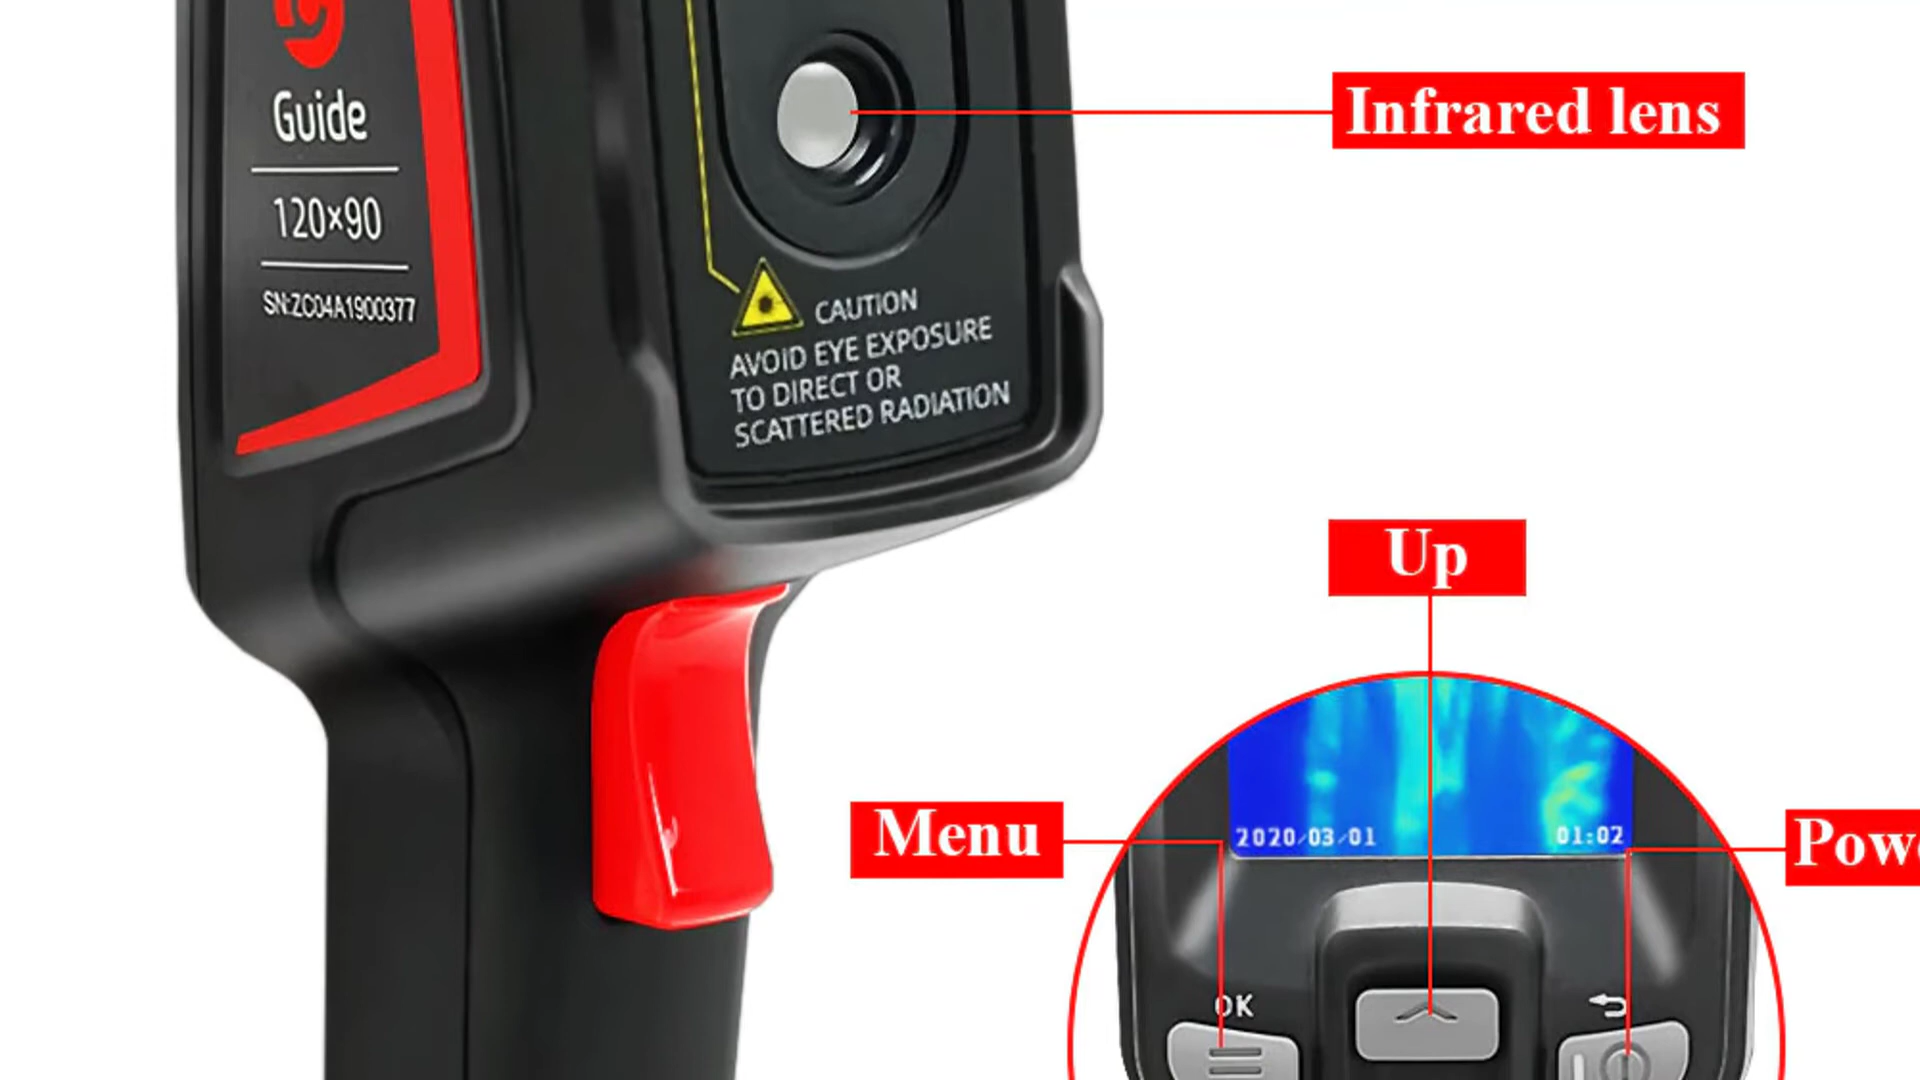 Guide
120×90
SN:ZC04A1900377
Infrared lens
CAUTION
AVOID EYE EXPOSURE
TO DIRECT OR
SCATTERED RADIATION
Up
Menu
2020/03/01 01:02
OK